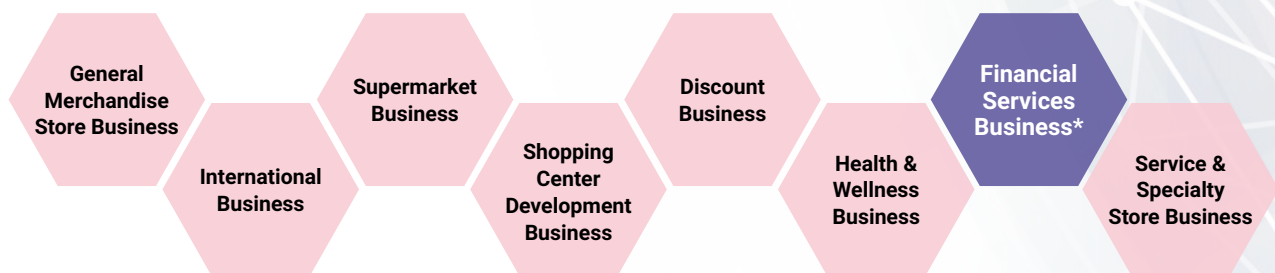 General
Merchandise
Store Business
International
Business
Supermarket
Business
Shopping
Center
Development
Business
Discount
Business
Health &
Wellness
Business
Financial
Services
Business*
Service &
Specialty
Store Business